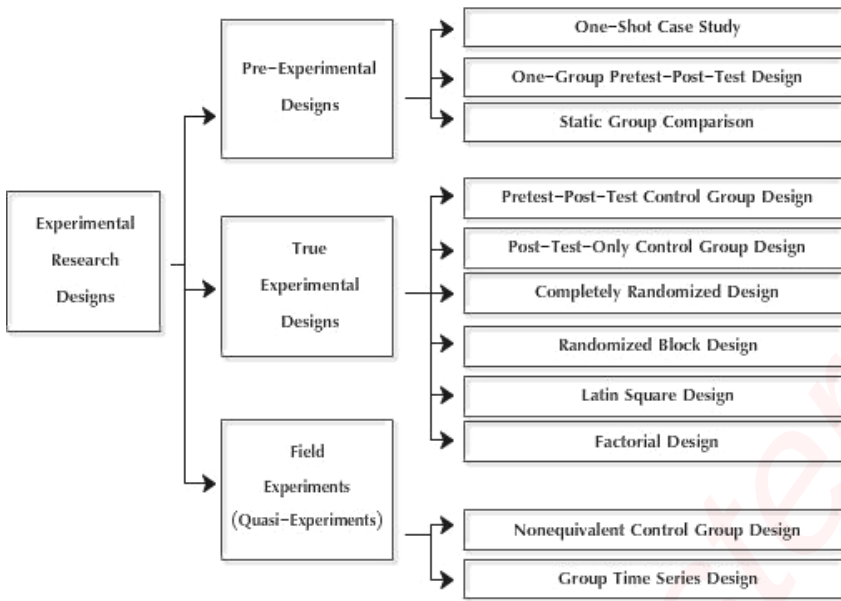 Experimental
Research
Designs
Pre-Experimental
Designs
One-Shot Case Study
One-Group Pretest-Post-Test Design
Static Group Comparison
True
Experimental
Designs
Pretest-Post-Test Control Group Design
Post-Test-Only Control Group Design
Completely Randomized Design
Randomized Block Design
Latin Square Design
Factorial Design
Field
Experiments
(Quasi-Experiments)
Nonequivalent Control Group Design
Group Time Series Design